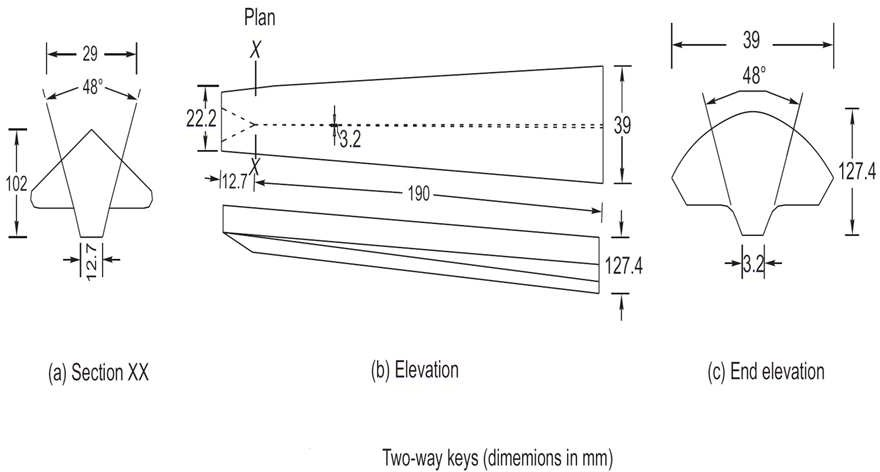 Plan
29
48°
102
12.7
(a) Section XX
X
22.2
3.2
X
39
12.7
190
127.4
(b) Elevation
39
48°
127.4
3.2
(c) End elevation
Two-way keys (dimemions in mm)